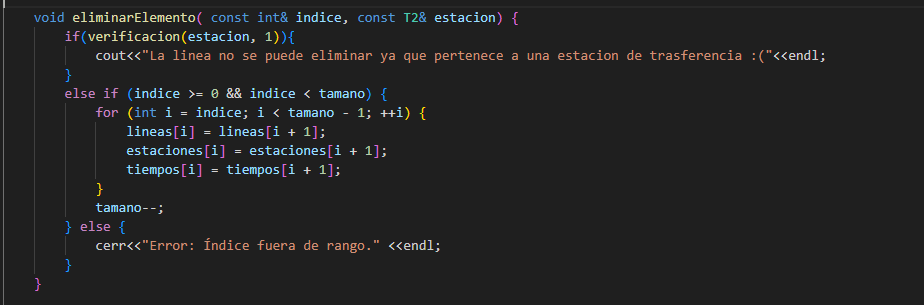 void eliminarElemento( const int& indice, const T2& estacion) {
    if(verificacion(estacion, 1)){
        cout<<"La linea no se puede eliminar ya que pertenece a una estacion de trasferencia :("<<endl;
    }
    else if (indice >= 0 && indice < tamano) {
        for (int i = indice; i < tamano - 1; ++i) {
            lineas[i] = lineas[i + 1];
            estaciones[i] = estaciones[i + 1];
            tiempos[i] = tiempos[i + 1];
        }
        tamano--;
    } else {
        cerr<<"Error: Índice fuera de rango." <<endl;
    }
}